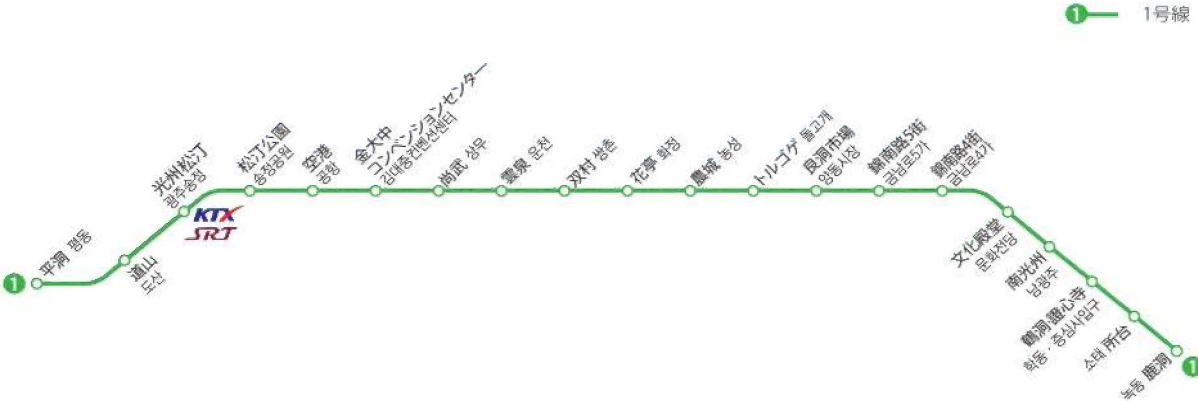 1 1号線
平洞 평동
道山
도산
光州松汀
광주송정
KTX
SRT
松汀公園
송정공원
空港
공항
金大中
コンベンションセンター
김대중컨벤션센터
尚武 상무
雲泉 운천
双村 쌍촌
花亭 화정
農城 농성
トルゴゲ 돌고개
良洞市場
양동시장
錦南路5街
금남로5가
錦南路4街
금남로4가
文化殿堂
문화전당
南光州
남광주
鶴洞·證心寺
학동·증심사입구
소태 所台
녹동 鹿洞
1
1